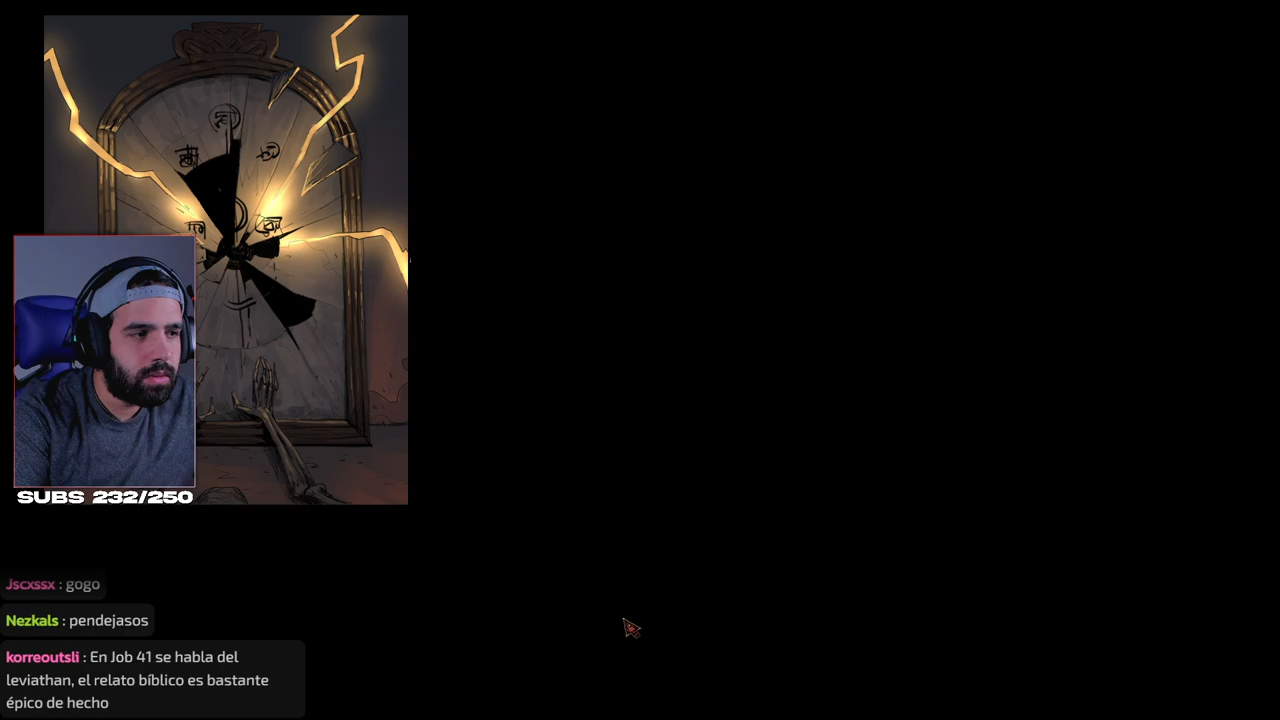 SUBS 232/250
Jscxssx : gogo
Nezkals : pendejasos
korreoutsli : En Job 41 se habla del
leviathan, el relato bíblico es bastante
épico de hecho